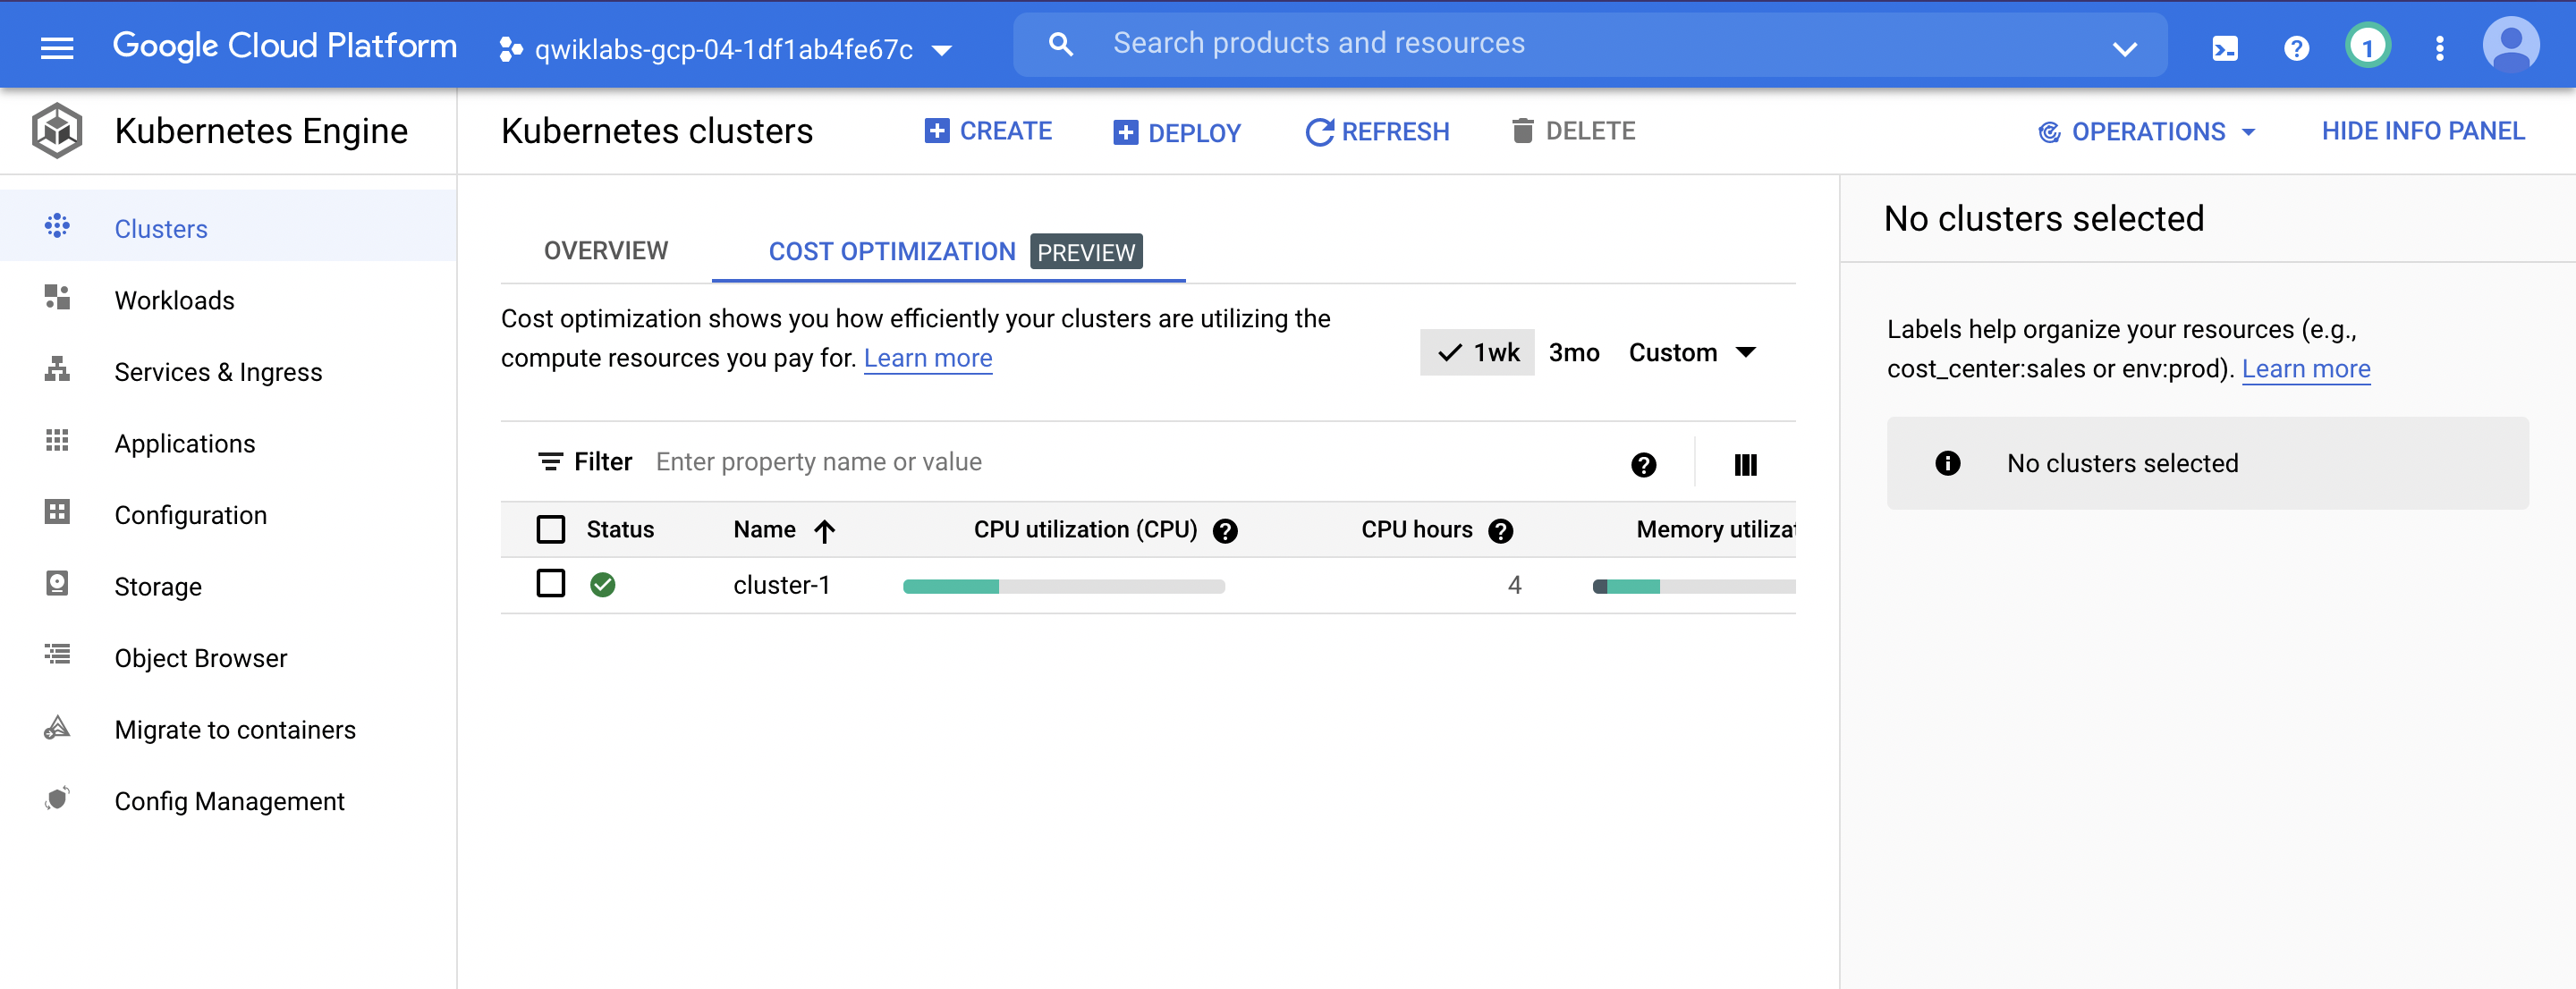 Google Cloud Platform
qwiklabs-gcp-04-1df1ab4fe67c
Search products and resources
1
Kubernetes Engine
Clusters
Workloads
Services & Ingress
Applications
Configuration
Storage
Object Browser
Migrate to containers
Config Management
Kubernetes clusters
CREATE
DEPLOY
REFRESH
DELETE
OPERATIONS
HIDE INFO PANEL
OVERVIEW
COST OPTIMIZATION PREVIEW
Cost optimization shows you how efficiently your clusters are utilizing the
compute resources you pay for. Learn more
1wk 3mo Custom
Filter Enter property name or value
Status Name CPU utilization (CPU) CPU hours Memory utilizat
cluster-1 4
No clusters selected
Labels help organize your resources (e.g.,
cost_center:sales or env:prod). Learn more
No clusters selected